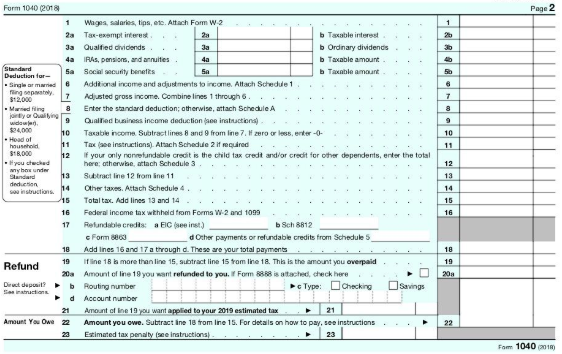 Form 1040 (2018) Page 2
1 Wages, salaries, tips, etc. Attach Form W-2 1
2a Tax-exempt interest 2a b Taxable interest 2b
3a Qualified dividends 3a b Ordinary dividends 3b
4a IRAs, pensions, and annuities 4a b Taxable amount 4b
5a Social security benefits 5a b Taxable amount 5b
6 Additional income and adjustments to income. Attach Schedule 1 6
7 Adjusted gross income. Combine lines 1 through 6 7
8 Enter the standard deduction; otherwise, attach Schedule A 8
9 Qualified business income deduction (see instructions) 9
10 Taxable income. Subtract lines 8 and 9 from line 7. If zero or less, enter -0- 10
11 Tax (see instructions). Attach Schedule 2 if required 11
12 If your only nonrefundable credit is the child tax credit and/or credit for other dependents, enter the total
here; otherwise, attach Schedule 3 12
13 Subtract line 12 from line 11 13
14 Other taxes. Attach Schedule 4 14
15 Total tax. Add lines 13 and 14 15
16 Federal income tax withheld from Forms W-2 and 1099 16
17 Refundable credits: a EIC (see inst.) b Sch 8812
c Form 8863 d Other payments or refundable credits from Schedule 5
18 Add lines 16 and 17 a through d. These are your total payments 18
Standard
Deduction for—
• Single or married
filing separately,
$12,000
• Married filing
jointly or Qualifying
widow(er),
$24,000
• Head of
household,
$18,000
• If you checked
any box under
Standard
deduction,
see instructions.
Refund
19 If line 18 is more than line 15, subtract line 15 from line 18. This is the amount you overpaid 19
20a Amount of line 19 you want refunded to you. If Form 8888 is attached, check here 20a
Direct deposit?
See instructions.
b Routing number c Type: Checking Savings
d Account number
21 Amount of line 19 you want applied to your 2019 estimated tax 21
Amount You Owe 22 Amount you owe. Subtract line 18 from line 15. For details on how to pay, see instructions 22
23 Estimated tax penalty (see instructions) 23
Form 1040 (2018)